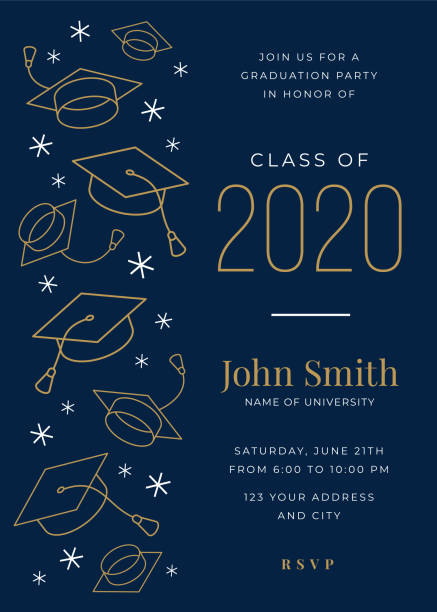 JOIN US FOR A
GRADUATION PARTY
IN HONOR OF
CLASS OF
2020
John Smith
NAME OF UNIVERSITY
SATURDAY, JUNE 21TH
FROM 6:00 TO 10:00 PM
123 YOUR ADDRESS
AND CITY
RSVP